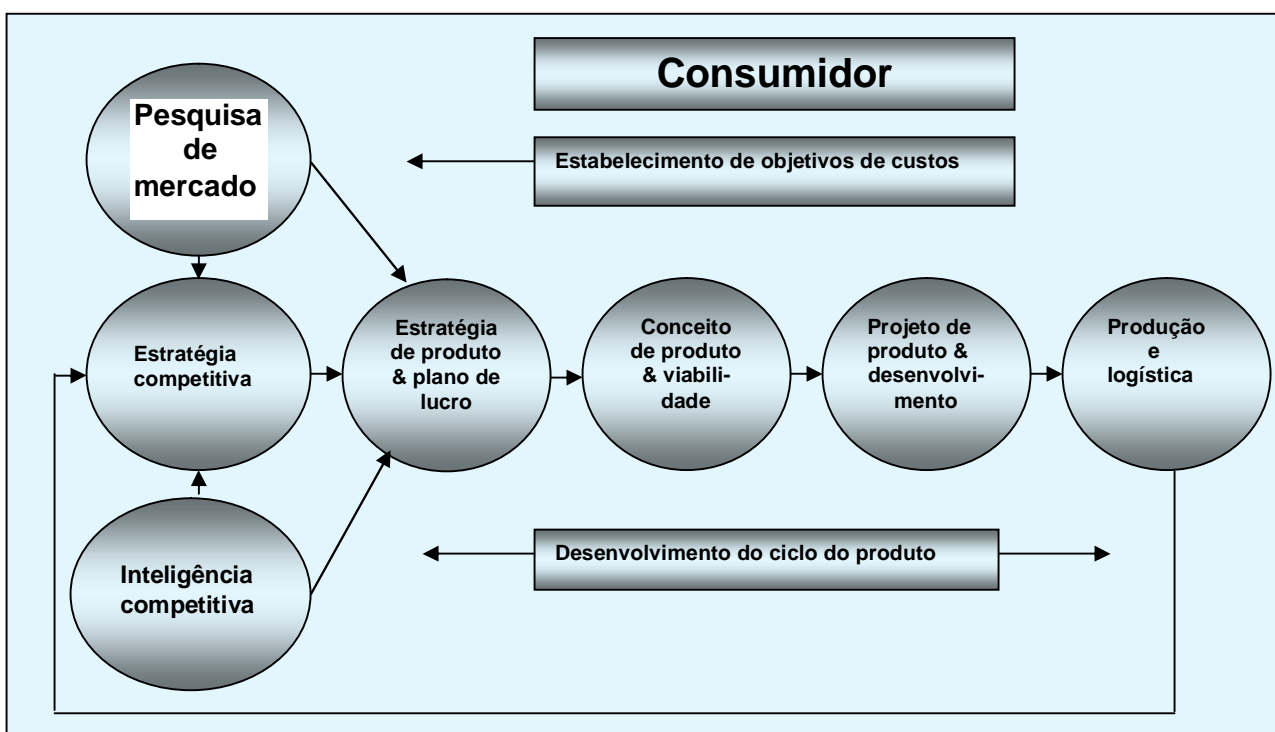 Consumidor
Pesquisa
de
mercado
Estabelecimento de objetivos de custos
Estratégia
competitiva
Estratégia
de produto
& plano de
lucro
Conceito
de produto
& viabili-
dade
Projeto de
produto &
desenvolvi-
mento
Produção
e
logística
Inteligência
competitiva
Desenvolvimento do ciclo do produto